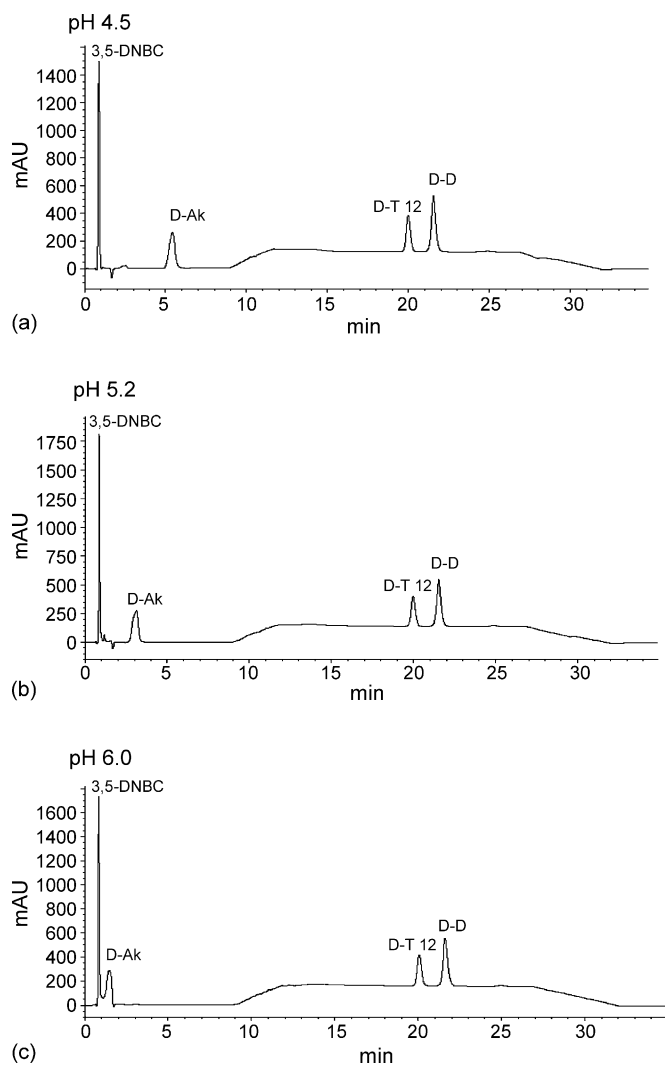 pH 4.5
3,5-DNBC
1400
1200
1000
800
600
400
200
0
mAU
D-Ak
D-T 12
D-D
0 5 10 15 20 25 30
min
(a)
pH 5.2
3,5-DNBC
1750
1500
1250
1000
750
500
250
0
mAU
D-Ak
D-T 12
D-D
0 5 10 15 20 25 30
min
(b)
pH 6.0
3,5-DNBC
1600
1400
1200
1000
800
600
400
200
0
mAU
D-Ak
D-T 12
D-D
0 5 10 15 20 25 30
min
(c)